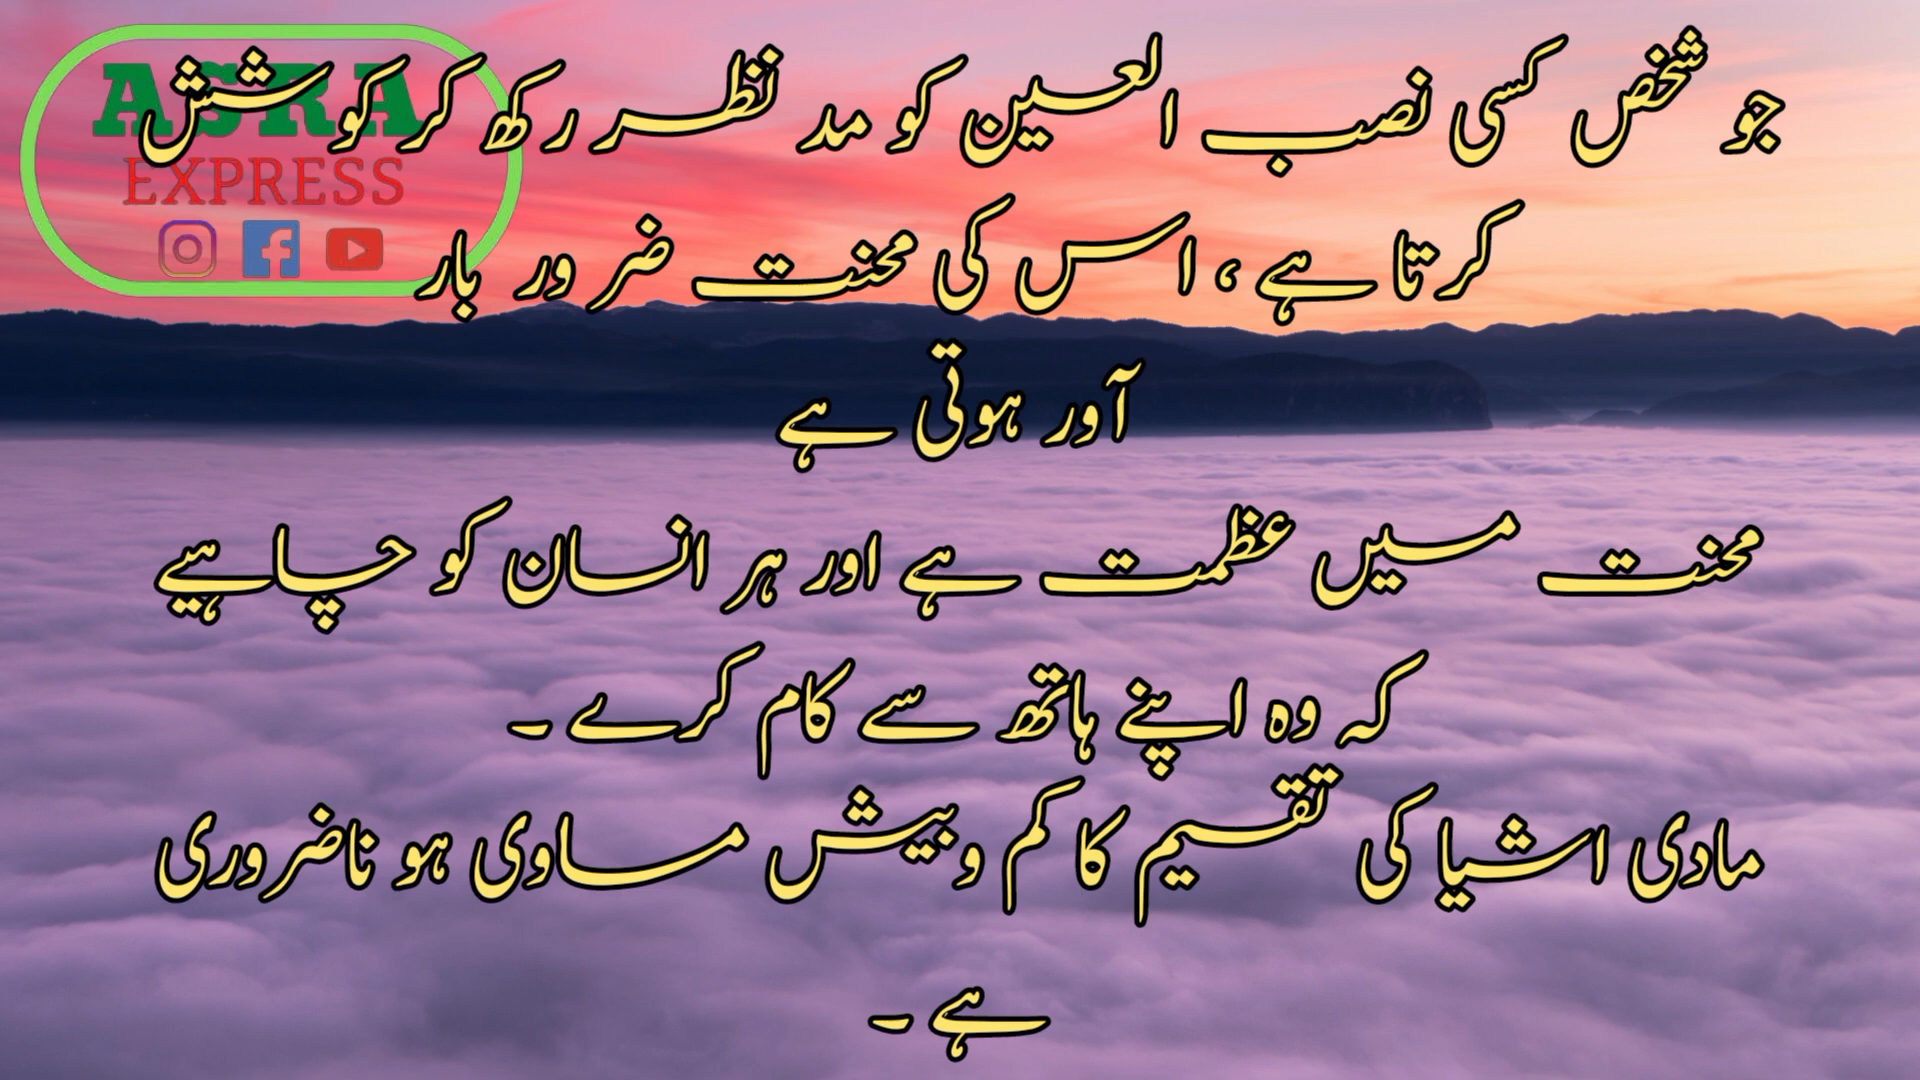 ASRA
EXPRESS
جو شخص کسی نصب العین کو مد نظر رکھ کر کوشش
کرتا ہے ، اس کی محنت ضرور بار
آور ہوتی ہے
محنت میں عظمت ہے اور ہر انسان کو چاہیے
کہ وہ اپنے ہاتھ سے کام کرے ۔
مادی اشیا کی تقسیم کا کم و بیش مساوی ہو ناضروری
ہے ۔